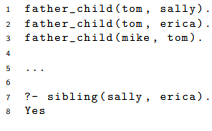 1 father_child(tom, sally).
2 father_child(tom, erica).
3 father_child(mike, tom).
4
5 ...
6
7 ?- sibling(sally, erica).
8 Yes